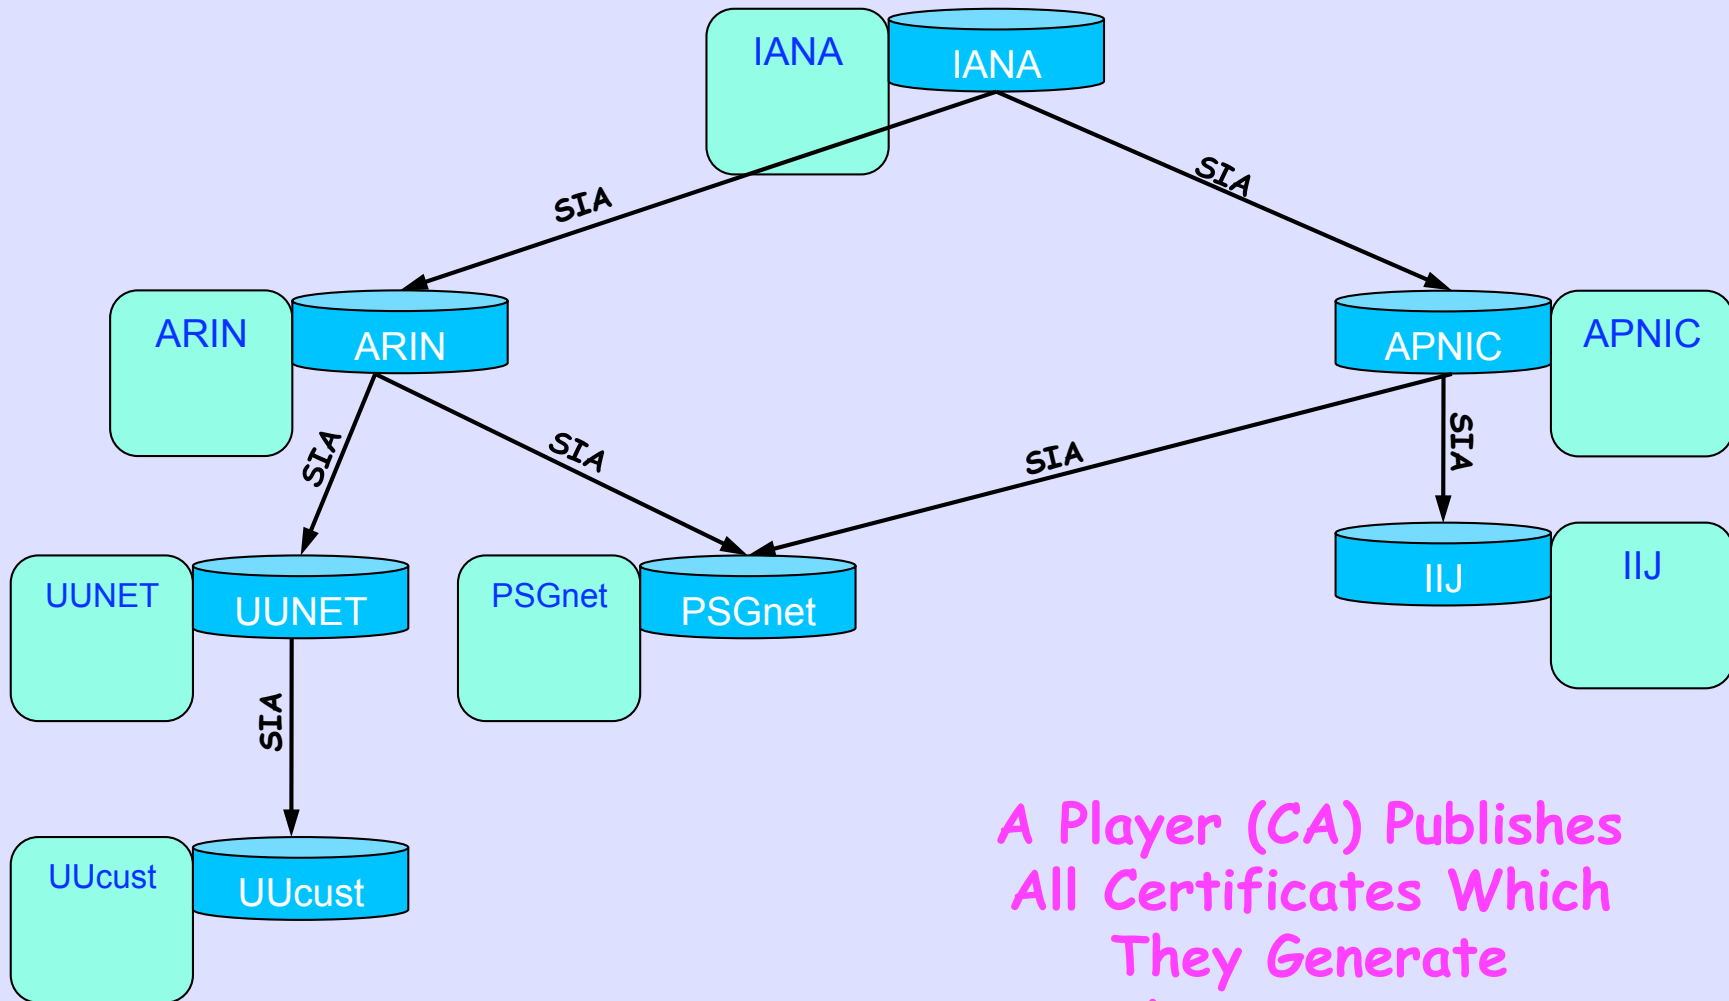 IANA
IANA
SIA
SIA
ARIN
ARIN
APNIC
APNIC
SIA
SIA
SIA
SIA
UUNET
UUNET
PSGnet
PSGnet
IIJ
IIJ
SIA
UUcust
UUcust
A Player (CA) Publishes
All Certificates Which
They Generate